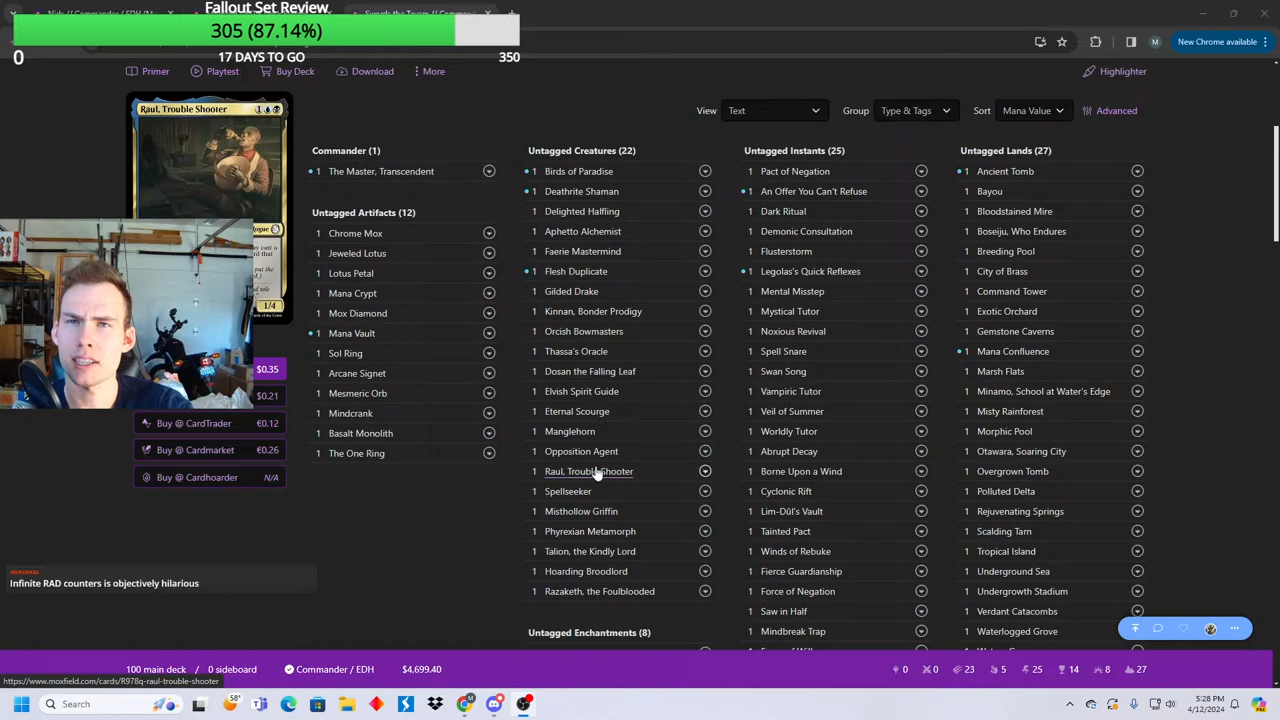 Fallout Set Review
305 (87.14%)
0
17 DAYS TO GO
350
New Chrome available
Primer
Playtest
Buy Deck
Download
More
Highlighter
View
Text
Group
Type & Tags
Sort
Mana Value
Advanced
Raul, Trouble Shooter
1/4
$0.35
$0.21
Buy @ CardTrader €0.12
Buy @ Cardmarket €0.26
Buy @ Cardhoarder N/A
Commander (1)
1 The Master, Transcendent
Untagged Artifacts (12)
1 Chrome Mox
1 Jeweled Lotus
1 Lotus Petal
1 Mana Crypt
1 Mox Diamond
1 Mana Vault
1 Sol Ring
1 Arcane Signet
1 Mesmeric Orb
1 Mindcrank
1 Basalt Monolith
1 The One Ring
Untagged Creatures (22)
1 Birds of Paradise
1 Deathrite Shaman
1 Delighted Halfling
1 Aphetto Alchemist
1 Faerie Mastermind
1 Flesh Duplicate
1 Gilded Drake
1 Kinnan, Bonder Prodigy
1 Orcish Bowmasters
1 Thassa's Oracle
1 Dosan the Falling Leaf
1 Elvish Spirit Guide
1 Eternal Scourge
1 Manglehorn
1 Opposition Agent
1 Raul, Trouble Shooter
1 Spellseeker
1 Misthollow Griffin
1 Phyrexian Metamorph
1 Talion, the Kindly Lord
1 Hoarding Broodlord
1 Razaketh, the Foulblooded
Untagged Enchantments (8)
Untagged Instants (25)
1 Pact of Negation
1 An Offer You Can't Refuse
1 Dark Ritual
1 Demonic Consultation
1 Flusterstorm
1 Legolas's Quick Reflexes
1 Mental Misstep
1 Mystical Tutor
1 Noxious Revival
1 Spell Snare
1 Swan Song
1 Vampiric Tutor
1 Veil of Summer
1 Worldly Tutor
1 Abrupt Decay
1 Borne Upon a Wind
1 Cyclonic Rift
1 Lim-Dûl's Vault
1 Tainted Pact
1 Winds of Rebuke
1 Fierce Guardianship
1 Force of Negation
1 Saw in Half
1 Mindbreak Trap
Untagged Lands (27)
1 Ancient Tomb
1 Bayou
1 Bloodstained Mire
1 Boseiju, Who Endures
1 Breeding Pool
1 City of Brass
1 Command Tower
1 Exotic Orchard
1 Gemstone Caverns
1 Mana Confluence
1 Marsh Flats
1 Minamo, School at Water's Edge
1 Misty Rainforest
1 Morphic Pool
1 Otawara, Soaring City
1 Overgrown Tomb
1 Polluted Delta
1 Rejuvenating Springs
1 Scalding Tarn
1 Tropical Island
1 Underground Sea
1 Undergrowth Stadium
1 Verdant Catacombs
1 Waterlogged Grove
Infinite RAD counters is objectively hilarious
100 main deck / 0 sideboard
Commander / EDH
$4,699.40
0
0
23
5
25
14
8
27
https://www.moxfield.com/cards/R978q-raul-trouble-shooter
Search
58°
5:28 PM
4/12/2024